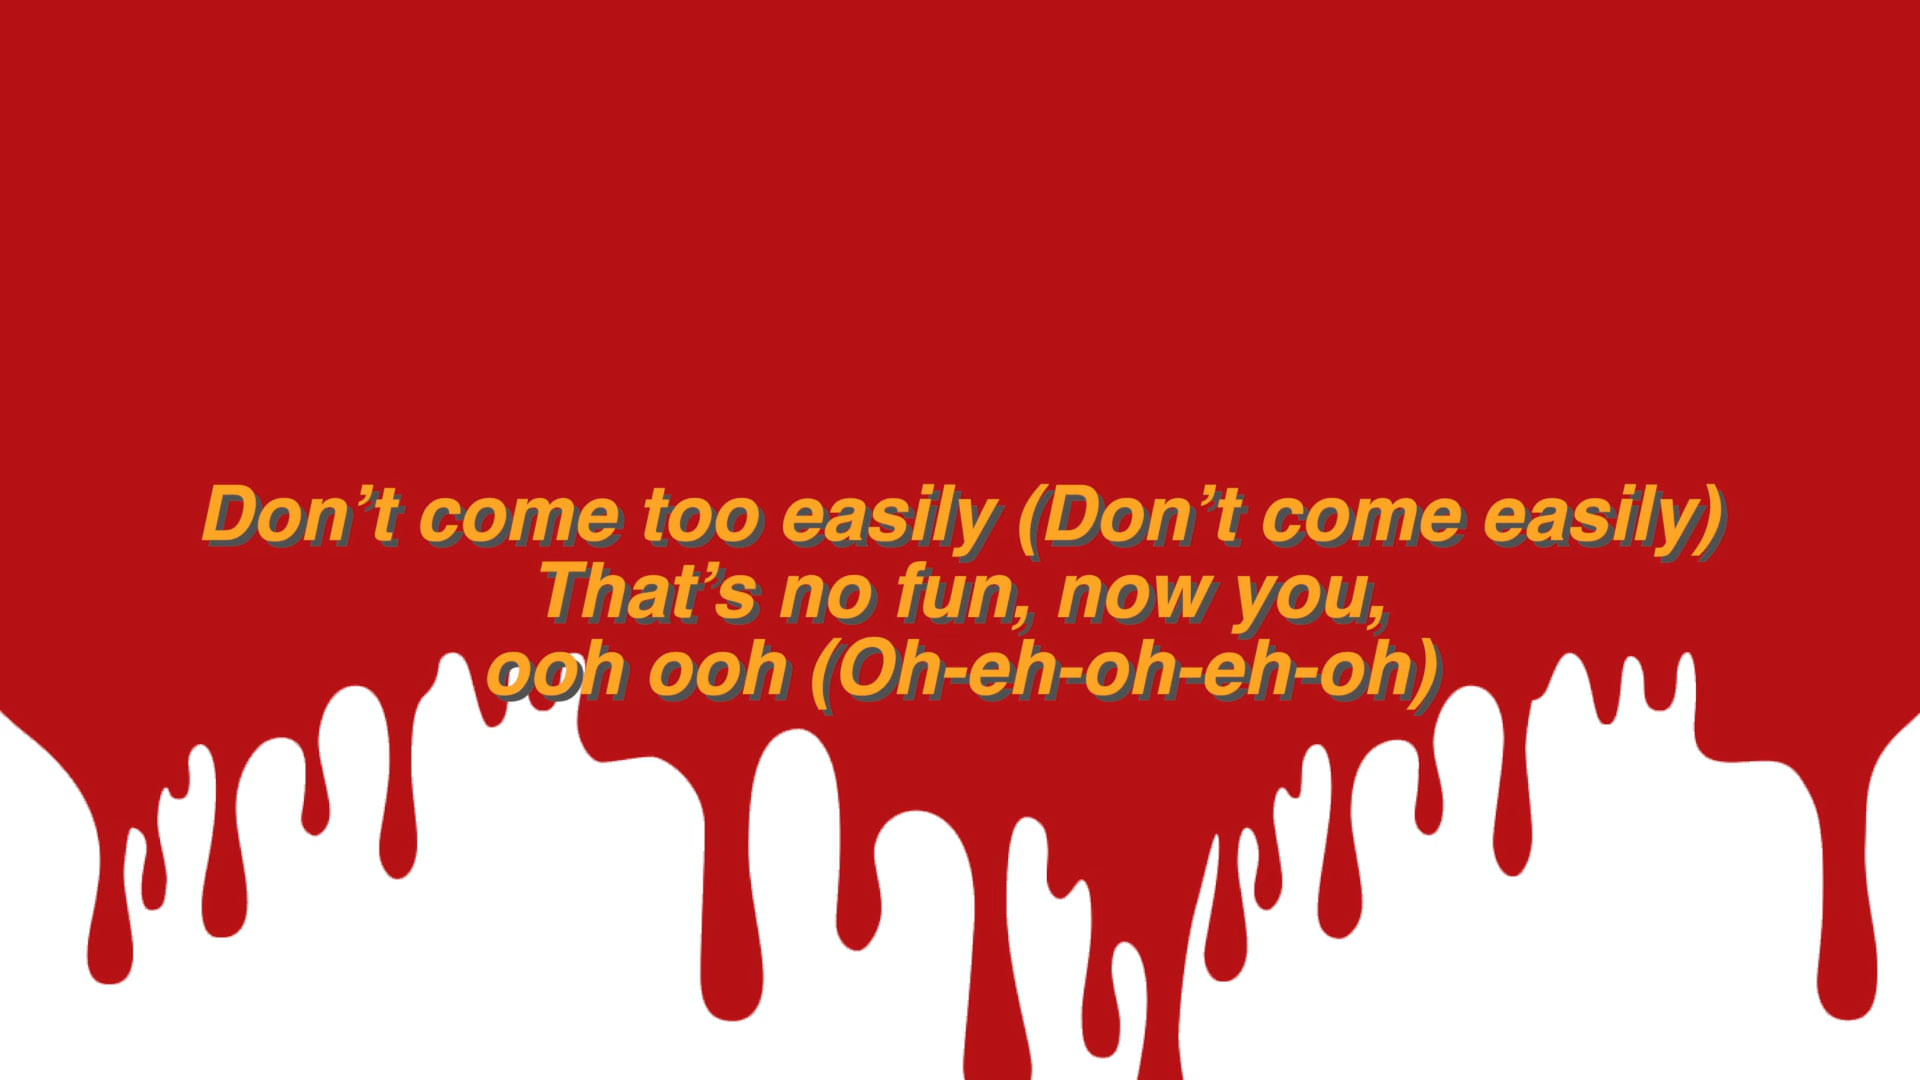 Don’t come too easily (Don’t come easily)
That’s no fun, now you,
ooh ooh (Oh-eh-oh-eh-oh)